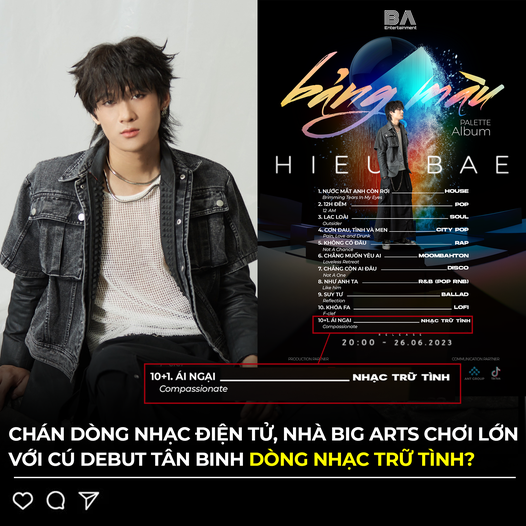 BA
Entertainment
bảng màu
PALETTE
Album
HIEU BAE
1. NƯỚC MẮT ANH CÒN RƠI HOUSE
Brimming Tears In My Eyes
2. 12H ĐÊM POP
12 AM
3. LẠC LOÀI SOUL
Outsider
4. CƠN ĐAU, TÌNH VÀ MEN CITY POP
Pain, Love and Drunk
5. KHÔNG CÓ ĐÂU RAP
Not A Chance
6. CHẲNG MUỐN YÊU AI MOOMBAHTON
Loveless Retreat
7. CHẲNG CÒN AI ĐÂU DISCO
Not A One
8. NHƯ ANH TA R&B (POP RNB)
Like him
9. SUY TƯ BALLAD
Reflection
10. KHÓA FA LOFI
F-clef
10+1. ÁI NGẠI NHẠC TRỮ TÌNH
Compassionate
RELEASE
20:00 - 26.06.2023
PRODUCTION PARTNER
COMMUNICATION PARTNER
10+1. ÁI NGẠI NHẠC TRỮ TÌNH
Compassionate
CHÁN DÒNG NHẠC ĐIỆN TỬ, NHÀ BIG ARTS CHƠI LỚN
VỚI CÚ DEBUT TÂN BINH DÒNG NHẠC TRỮ TÌNH?